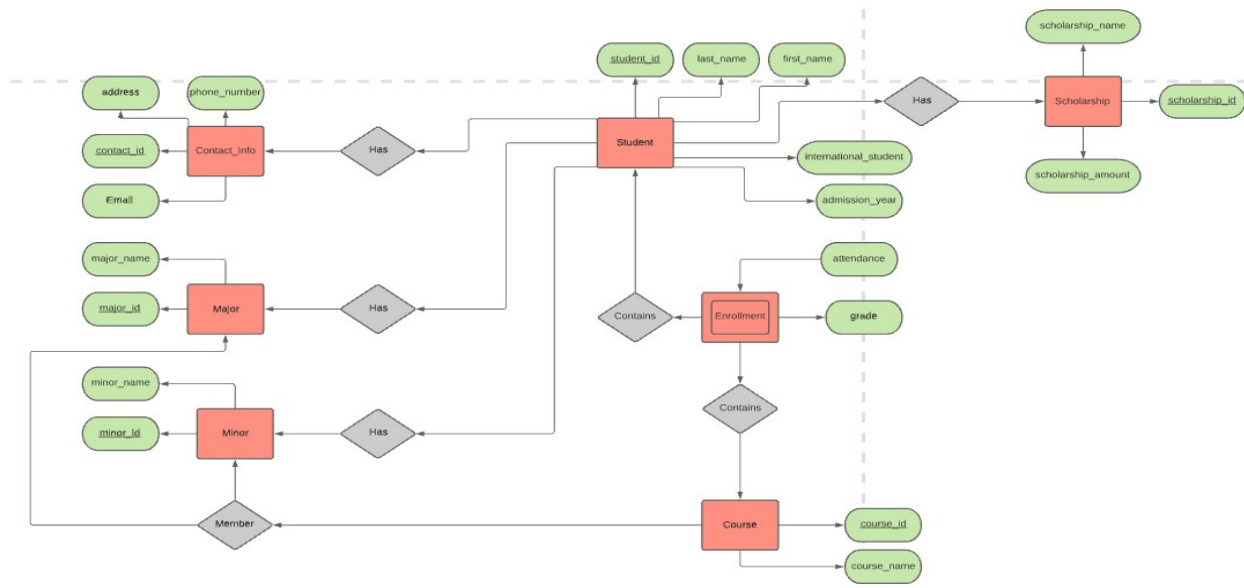 scholarship_name
student_id
last_name
first_name
address
phone_number
Has
Scholarship
scholarship_id
contact_id
Contact_Info
Has
Student
international_student
scholarship_amount
Email
admission_year
major_name
attendance
major_id
Major
Has
Contains
Enrollment
grade
minor_name
Contains
minor_id
Minor
Has
Member
Course
course_id
course_name